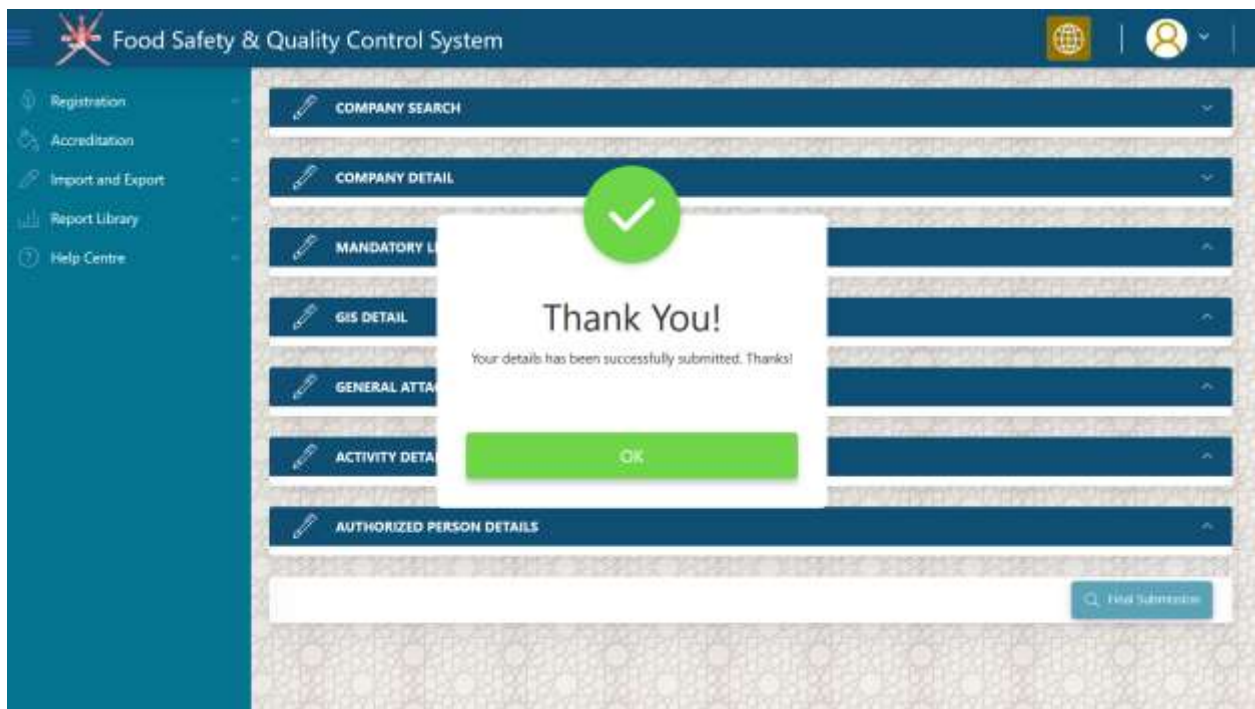 Food Safety & Quality Control System
Registration
Accreditation
Import and Export
Report Library
Help Centre
COMPANY SEARCH
COMPANY DETAIL
MANDATORY
GIS DETAIL
GENERAL
ACTIVITY
AUTHORIZED PERSON DETAILS
Thank You!
Your details has been successfully submitted. Thanks!
OK
Final Submission